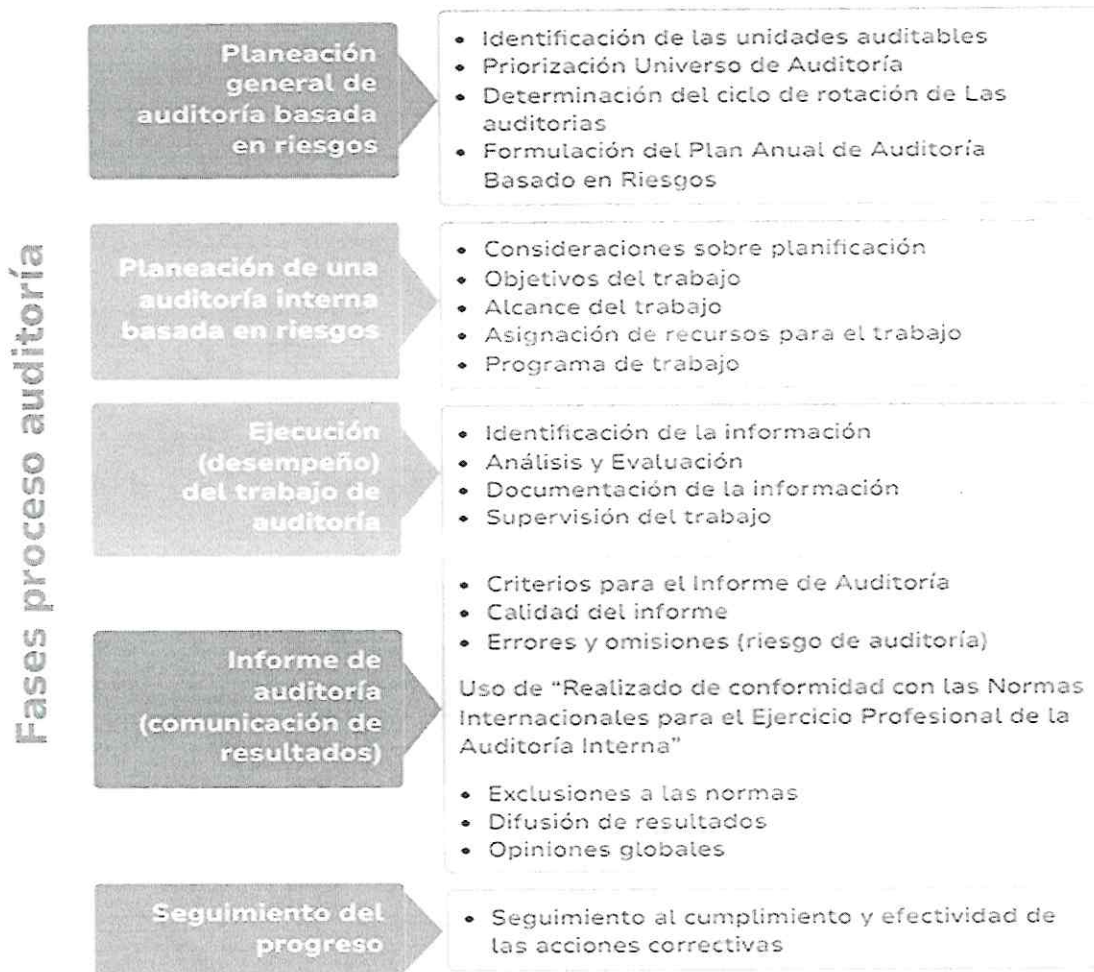 Fases proceso auditoría
Planeación
general de
auditoría basada
en riesgos
• Identificación de las unidades auditables
• Priorización Universo de Auditoría
• Determinación del ciclo de rotación de Las
auditorias
• Formulación del Plan Anual de Auditoría
Basado en Riesgos
Planeación de una
auditoría interna
basada en riesgos
• Consideraciones sobre planificación
• Objetivos del trabajo
• Alcance del trabajo
• Asignación de recursos para el trabajo
• Programa de trabajo
Ejecución
(desempeño)
del trabajo de
auditoría
• Identificación de la información
• Análisis y Evaluación
• Documentación de la información
• Supervisión del trabajo
Informe de
auditoría
(comunicación de
resultados)
• Criterios para el Informe de Auditoría
• Calidad del informe
• Errores y omisiones (riesgo de auditoría)
Uso de “Realizado de conformidad con las Normas
Internacionales para el Ejercicio Profesional de la
Auditoría Interna”
• Exclusiones a las normas
• Difusión de resultados
• Opiniones globales
Seguimiento del
progreso
• Seguimiento al cumplimiento y efectividad de
las acciones correctivas